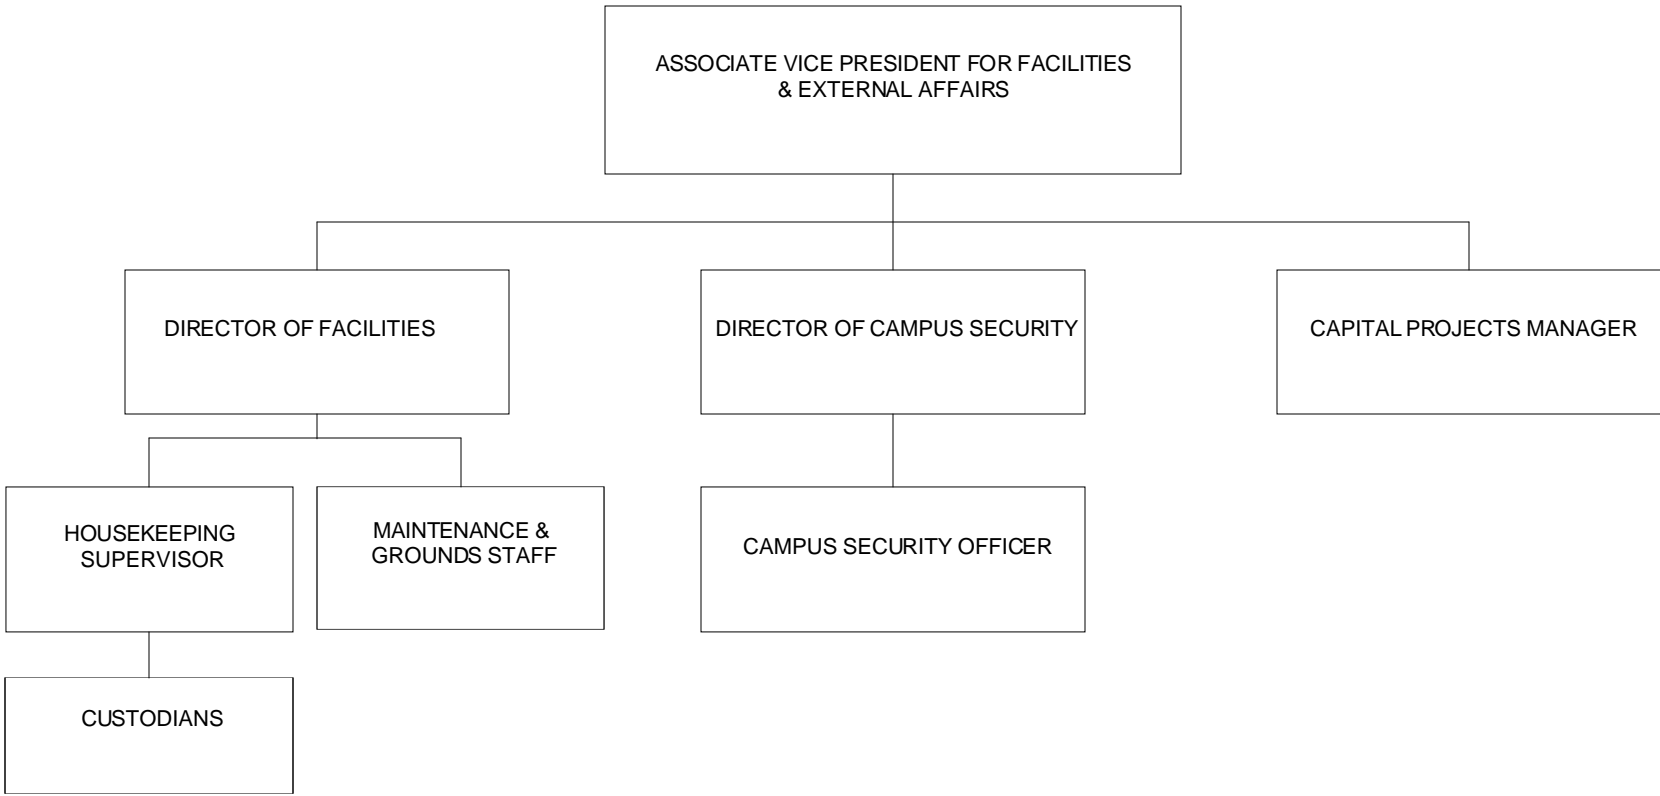 ASSOCIATE VICE PRESIDENT FOR FACILITIES
& EXTERNAL AFFAIRS
DIRECTOR OF FACILITIES
DIRECTOR OF CAMPUS SECURITY
CAPITAL PROJECTS MANAGER
HOUSEKEEPING
SUPERVISOR
MAINTENANCE &
GROUNDS STAFF
CAMPUS SECURITY OFFICER
CUSTODIANS